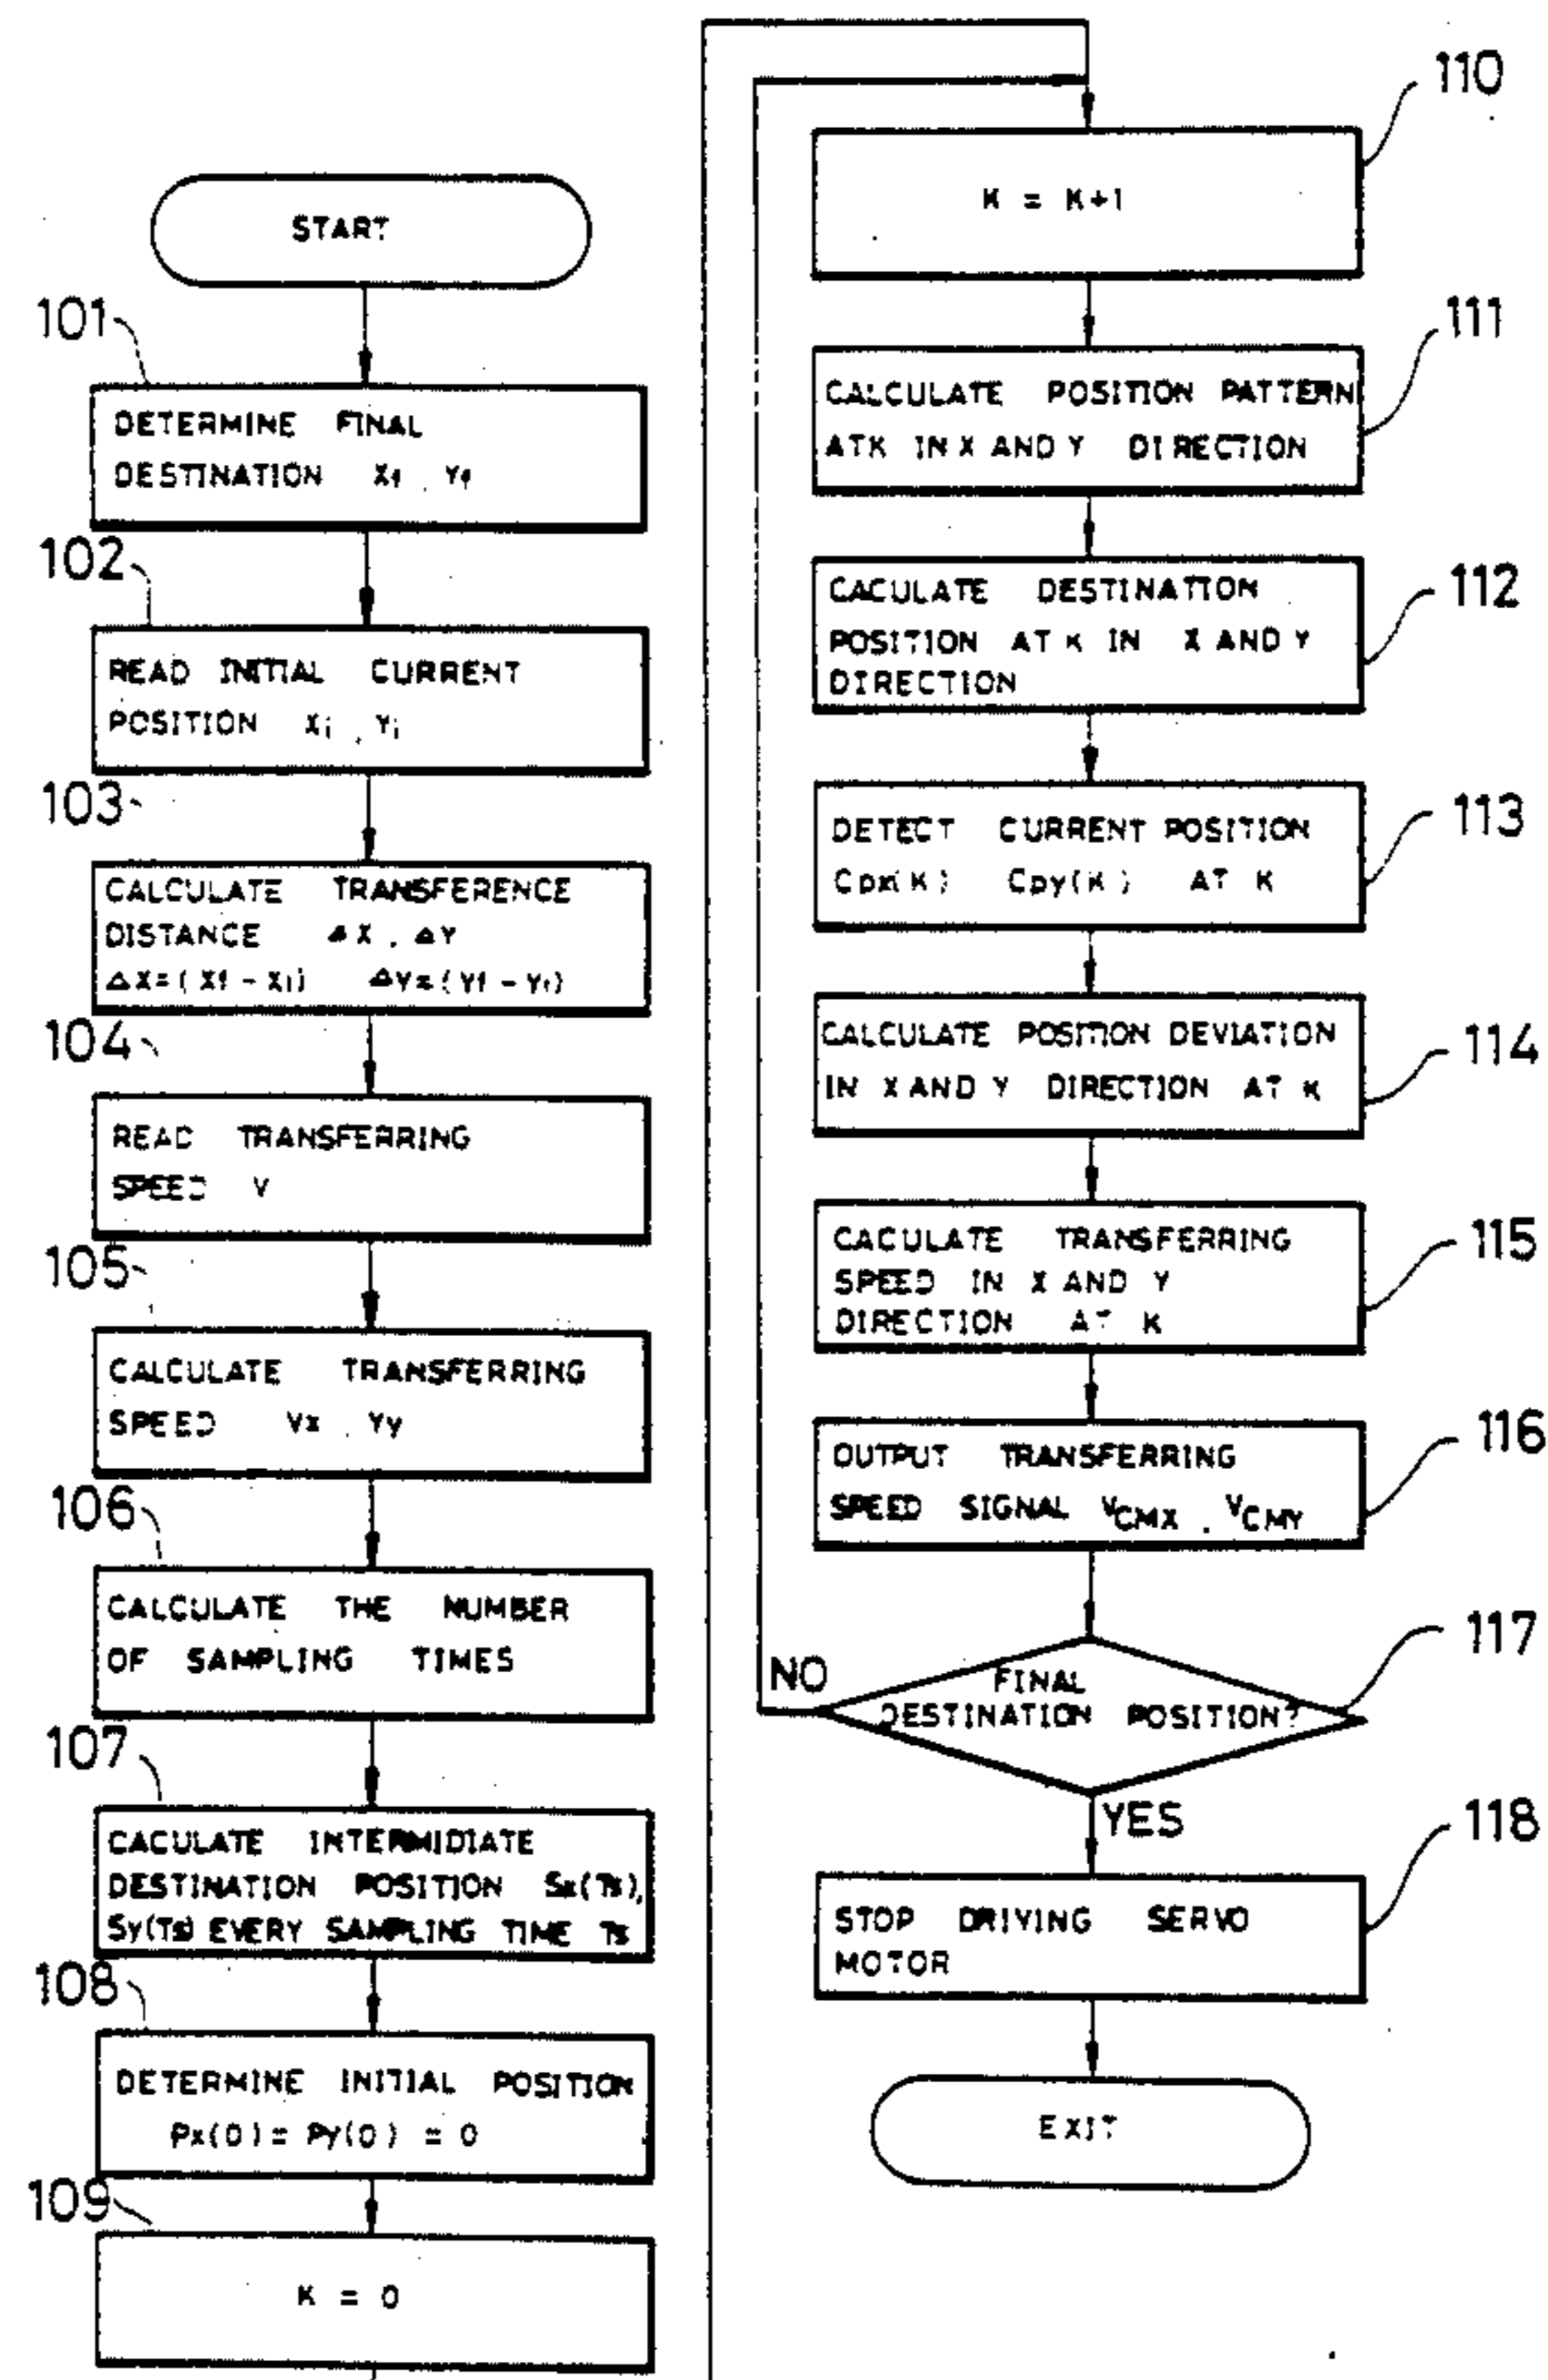 START
101
DETERMINE FINAL
DESTINATION Xf . Yf
102
READ INITIAL CURRENT
POSITION Xi . Yi
103
CALCULATE TRANSFERENCE
DISTANCE ΔX . ΔY
ΔX=(Xf-Xi) ΔY=(Yf-Yi)
104
READ TRANSFERRING
SPEED V
105
CALCULATE TRANSFERRING
SPEED Vx . Yy
106
CALCULATE THE NUMBER
OF SAMPLING TIMES
107
CACULATE INTERMIDIATE
DESTINATION POSITION Sx(Ts),
Sy(Ts) EVERY SAMPLING TIME Ts
108
DETERMINE INITIAL POSITION
Px(0)= Py(0) = 0
109
K = 0
110
K = K+1
111
CALCULATE POSITION PATTERN
ATK IN X AND Y DIRECTION
112
CACULATE DESTINATION
POSITION AT K IN X AND Y
DIRECTION
113
DETECT CURRENT POSITION
Cpx(K) Cpy(K) AT K
114
CALCULATE POSITION DEVIATION
IN X AND Y DIRECTION AT K
115
CACULATE TRANSFERRING
SPEED IN X AND Y
DIRECTION AT K
116
OUTPUT TRANSFERRING
SPEED SIGNAL VCMX . VCMY
117
NO
FINAL
DESTINATION POSITION?
YES
118
STOP DRIVING SERVO
MOTOR
EXIT